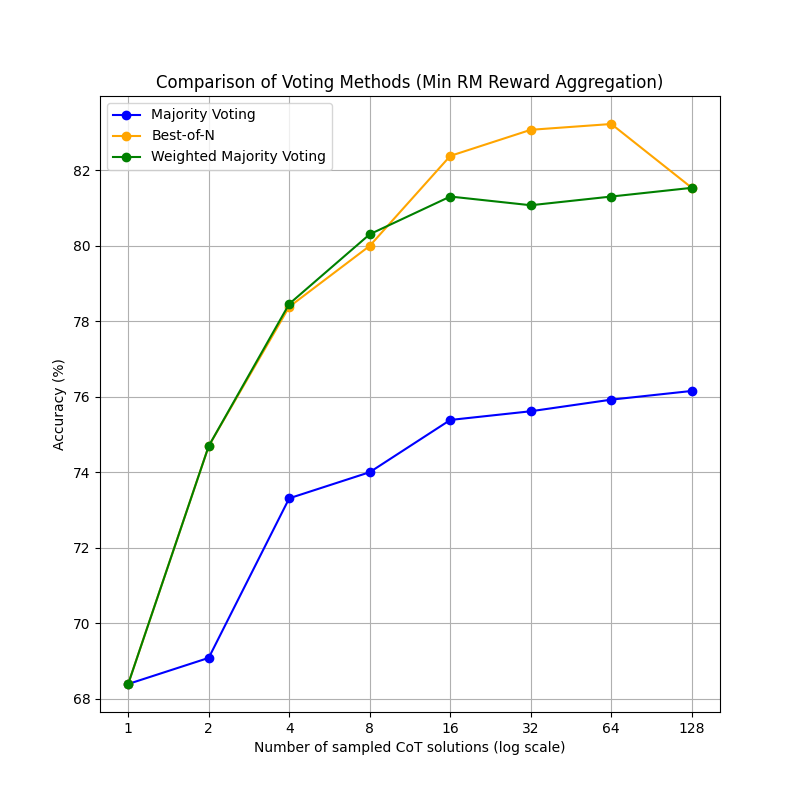 Comparison of Voting Methods (Min RM Reward Aggregation)
Majority Voting
Best-of-N
Weighted Majority Voting
82
80
78
76
74
72
70
68
Accuracy (%)
1 2 4 8 16 32 64 128
Number of sampled CoT solutions (log scale)